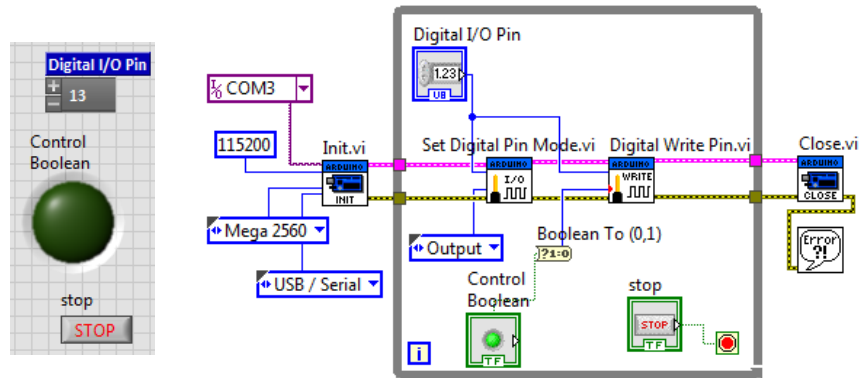 Digital I/O Pin
13
Control
Boolean
stop
STOP
Digital I/O Pin
1.23
U8
I/O COM3
115200
Init.vi
ARDUINO
INIT
Mega 2560
USB / Serial
Set Digital Pin Mode.vi
ARDUINO
I/O
Output
Digital Write Pin.vi
ARDUINO
WRITE
Boolean To (0,1)
?1:0
Control
Boolean
TF
stop
STOP
TF
i
Close.vi
ARDUINO
CLOSE
Error
?!